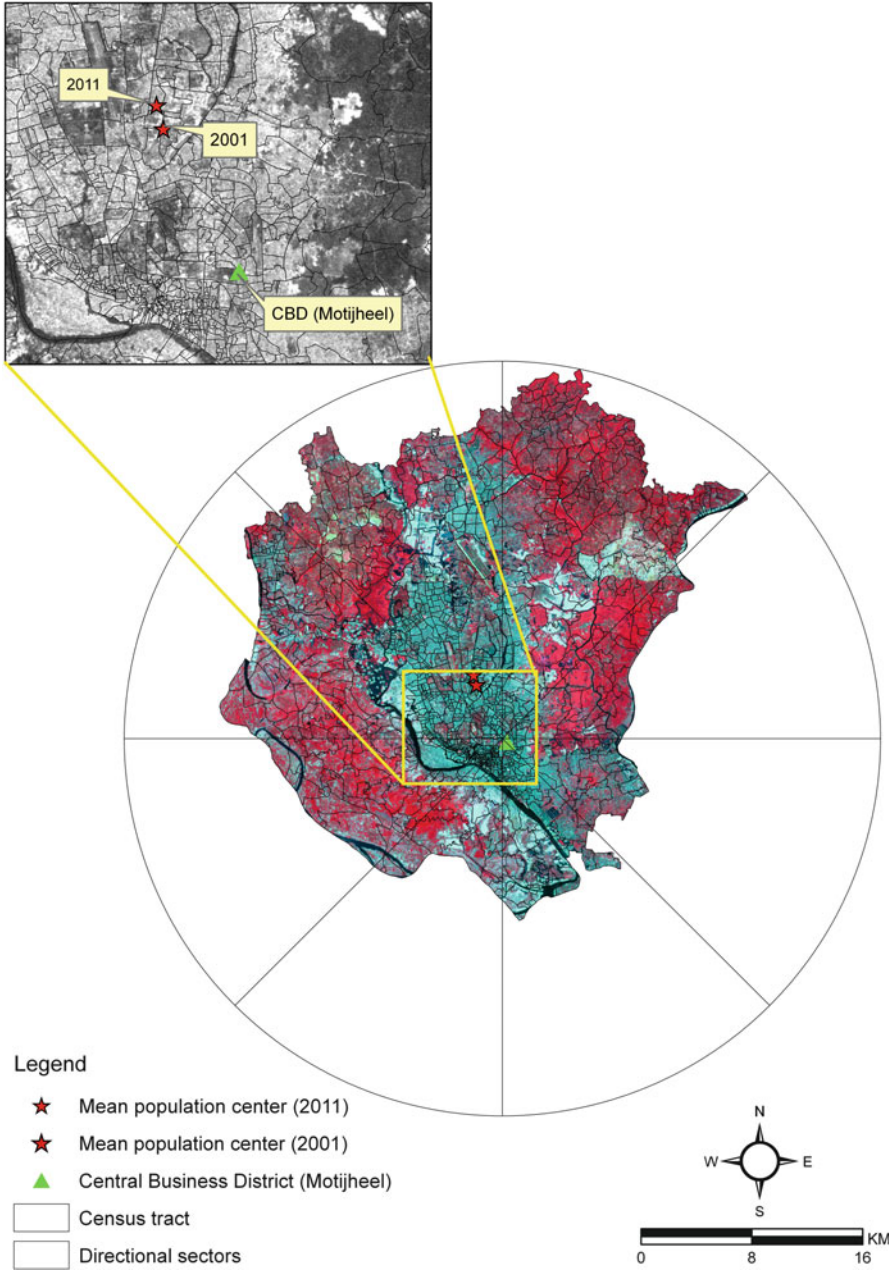 2011
2001
CBD (Motijheel)
Legend
Mean population center (2011)
Mean population center (2001)
Central Business District (Motijheel)
Census tract
Directional sectors
N
W E
S
KM
0 8 16